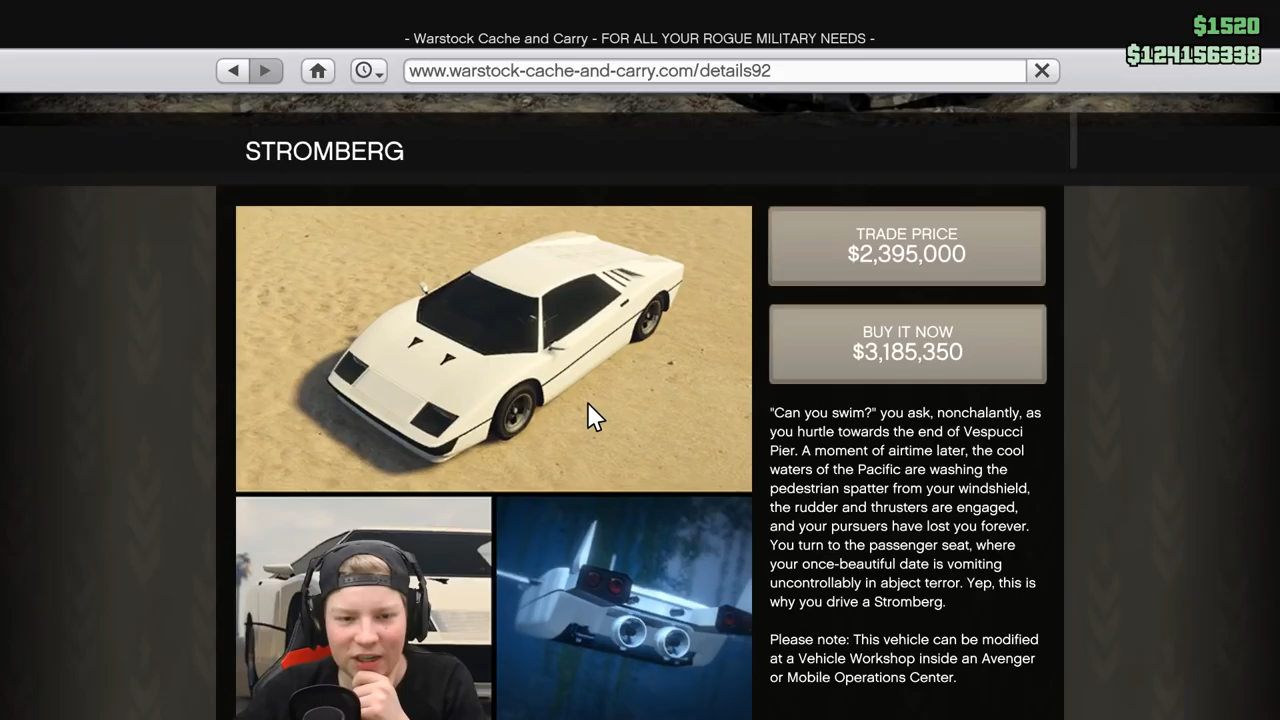 $1520
- Warstock Cache and Carry - FOR ALL YOUR ROGUE MILITARY NEEDS -
$124156338
www.warstock-cache-and-carry.com/details92
STROMBERG
TRADE PRICE
$2,395,000
BUY IT NOW
$3,185,350
"Can you swim?" you ask, nonchalantly, as
you hurtle towards the end of Vespucci
Pier. A moment of airtime later, the cool
waters of the Pacific are washing the
pedestrian spatter from your windshield,
the rudder and thrusters are engaged,
and your pursuers have lost you forever.
You turn to the passenger seat, where
your once-beautiful date is vomiting
uncontrollably in abject terror. Yep, this is
why you drive a Stromberg.
Please note: This vehicle can be modified
at a Vehicle Workshop inside an Avenger
or Mobile Operations Center.